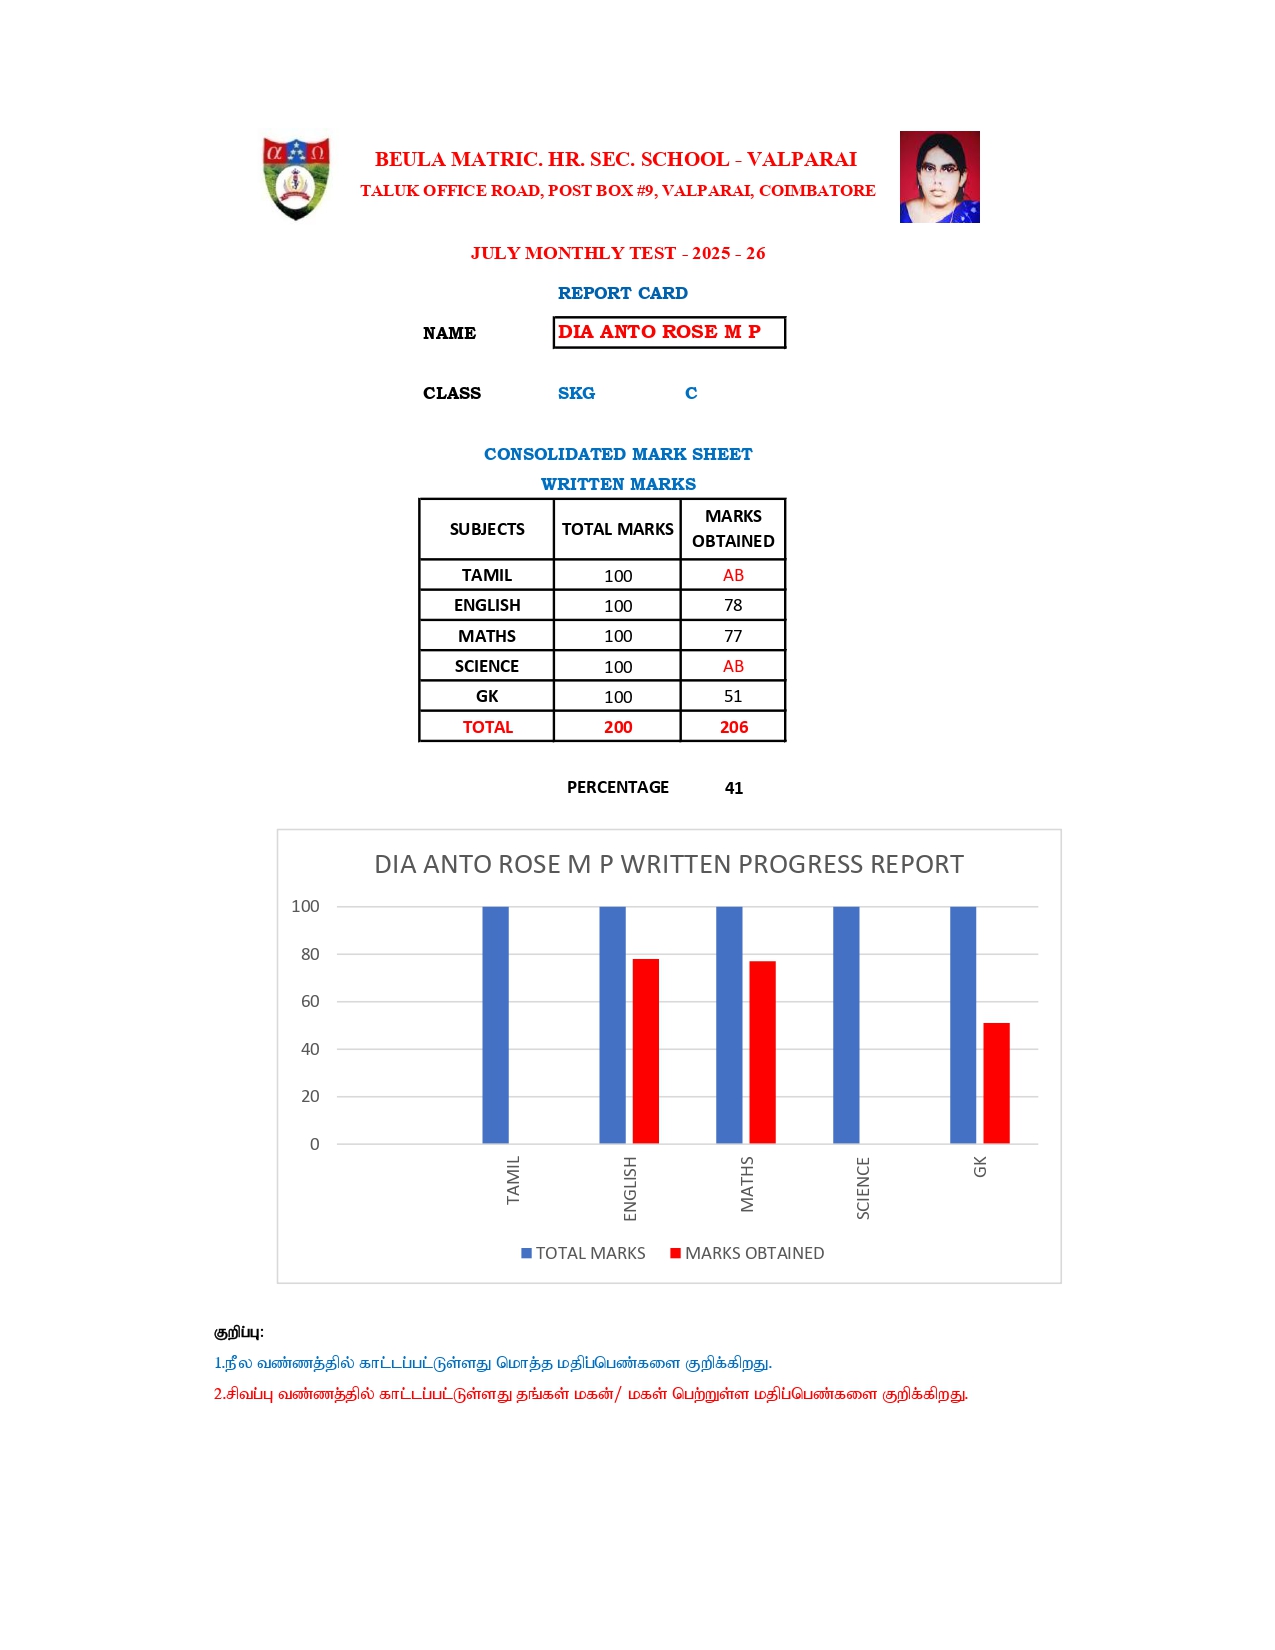 α Ω
BEULA MATRIC. HR. SEC. SCHOOL - VALPARAI
TALUK OFFICE ROAD, POST BOX #9, VALPARAI, COIMBATORE
JULY MONTHLY TEST - 2025 - 26
REPORT CARD
NAME DIA ANTO ROSE M P
CLASS SKG C
CONSOLIDATED MARK SHEET
WRITTEN MARKS
SUBJECTS TOTAL MARKS MARKS OBTAINED
TAMIL 100 AB
ENGLISH 100 78
MATHS 100 77
SCIENCE 100 AB
GK 100 51
TOTAL 200 206
PERCENTAGE 41
DIA ANTO ROSE M P WRITTEN PROGRESS REPORT
100
80
60
40
20
0
TAMIL ENGLISH MATHS SCIENCE GK
TOTAL MARKS MARKS OBTAINED
குறிப்பு:
1.நீல வண்ணத்தில் காட்டப்பட்டுள்ளது மொத்த மதிப்பெண்களை குறிக்கிறது.
2.சிவப்பு வண்ணத்தில் காட்டப்பட்டுள்ளது தங்கள் மகன்/ மகள் பெற்றுள்ள மதிப்பெண்களை குறிக்கிறது.